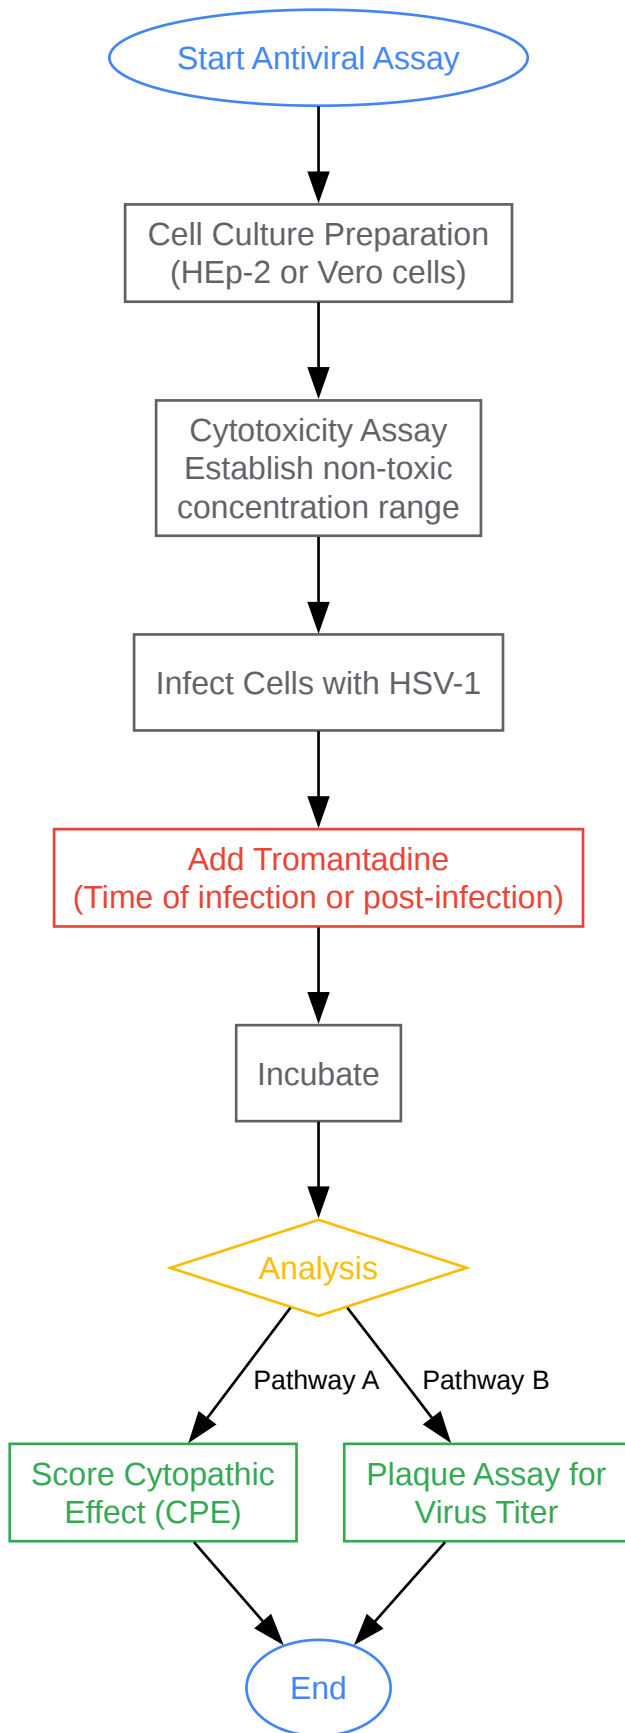 Start Antiviral Assay
Cell Culture Preparation
(HEp-2 or Vero cells)
Cytotoxicity Assay
Establish non-toxic
concentration range
Infect Cells with HSV-1
Add Tromantadine
(Time of infection or post-infection)
Incubate
Analysis
Pathway A
Pathway B
Score Cytopathic
Effect (CPE)
Plaque Assay for
Virus Titer
End